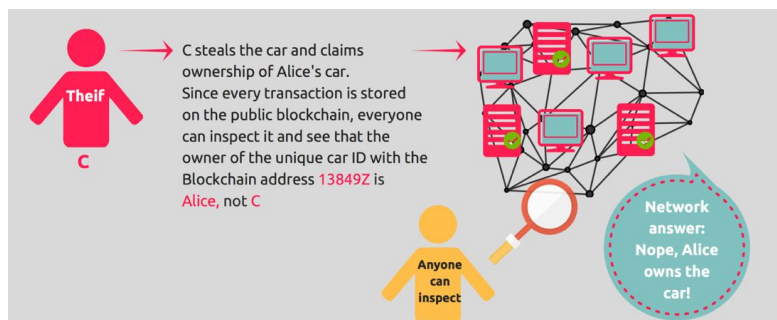 Theif
C
C steals the car and claims
ownership of Alice's car.
Since every transaction is stored
on the public blockchain, everyone
can inspect it and see that the
owner of the unique car ID with the
Blockchain address 13849Z is
Alice, not C
Anyone
can
inspect
Network
answer:
Nope, Alice
owns the
car!